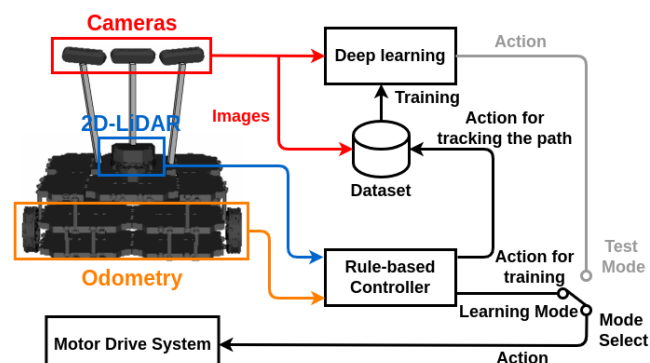 Cameras
Deep learning
Action
2D-LiDAR
Images
Training
Action for
tracking the path
Dataset
Odometry
Rule-based
Controller
Action for
training
Learning Mode
Test
Mode
Mode
Select
Motor Drive System
Action